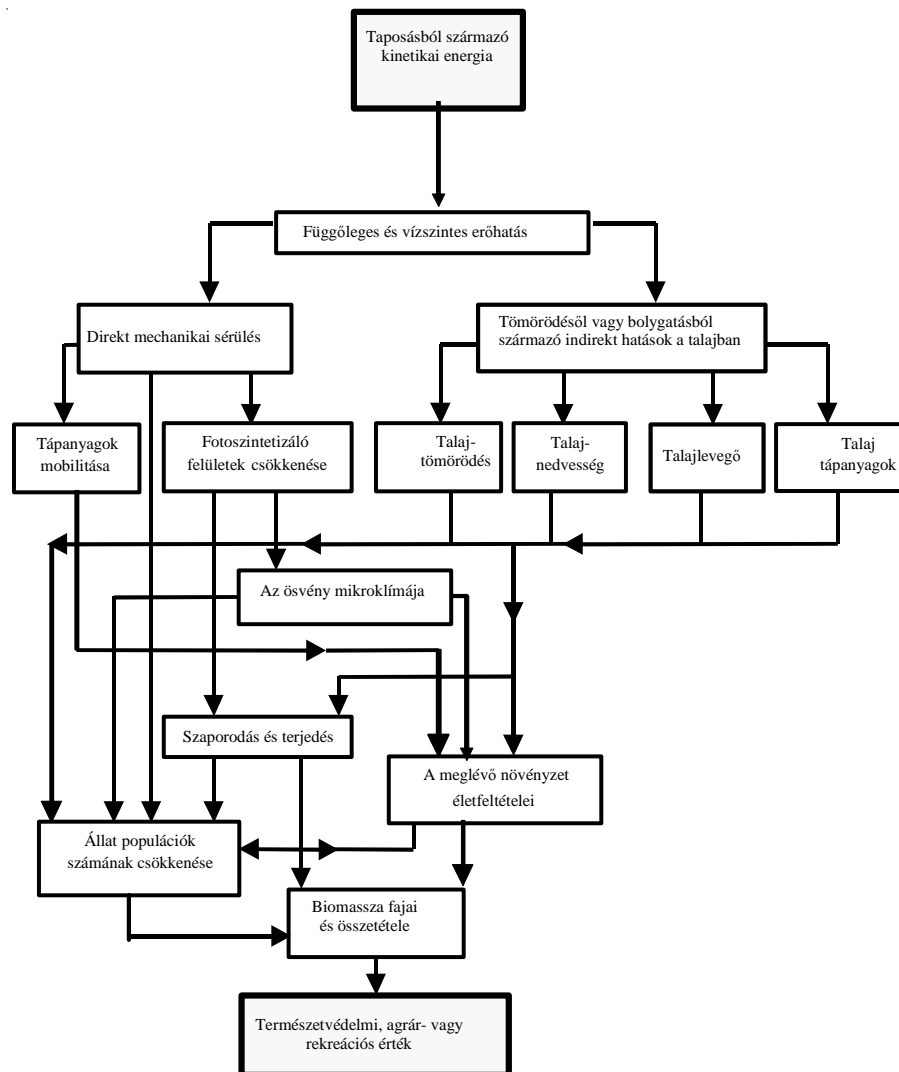 Taposásból származó
kinetikai energia
Függőleges és vízszintes erőhatás
Direkt mechanikai sérülés
Tömörödésől vagy bolygatásból
származó indirekt hatások a talajban
Tápanyagok
mobilitása
Fotoszintetizáló
felületek csökkenése
Talaj-
tömörödés
Talaj-
nedvesség
Talajlevegő
Talaj
tápanyagok
Az ösvény mikroklímája
Szaporodás és terjedés
A meglévő növényzet
életfeltételei
Állat populációk
számának csökkenése
Biomassza fajai
és összetétele
Természetvédelmi, agrár- vagy
rekreációs érték